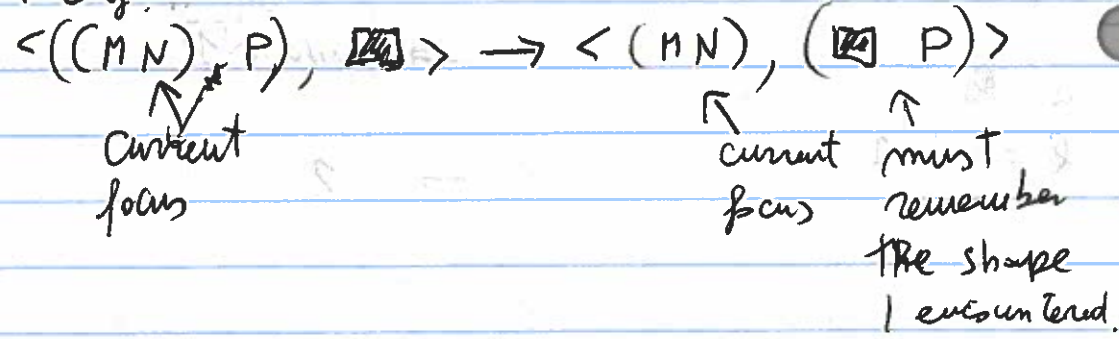 <((M N) P), ▨> → < (M N), (▨ P)>
current current must
focus focus remember
the shape
I encountered.